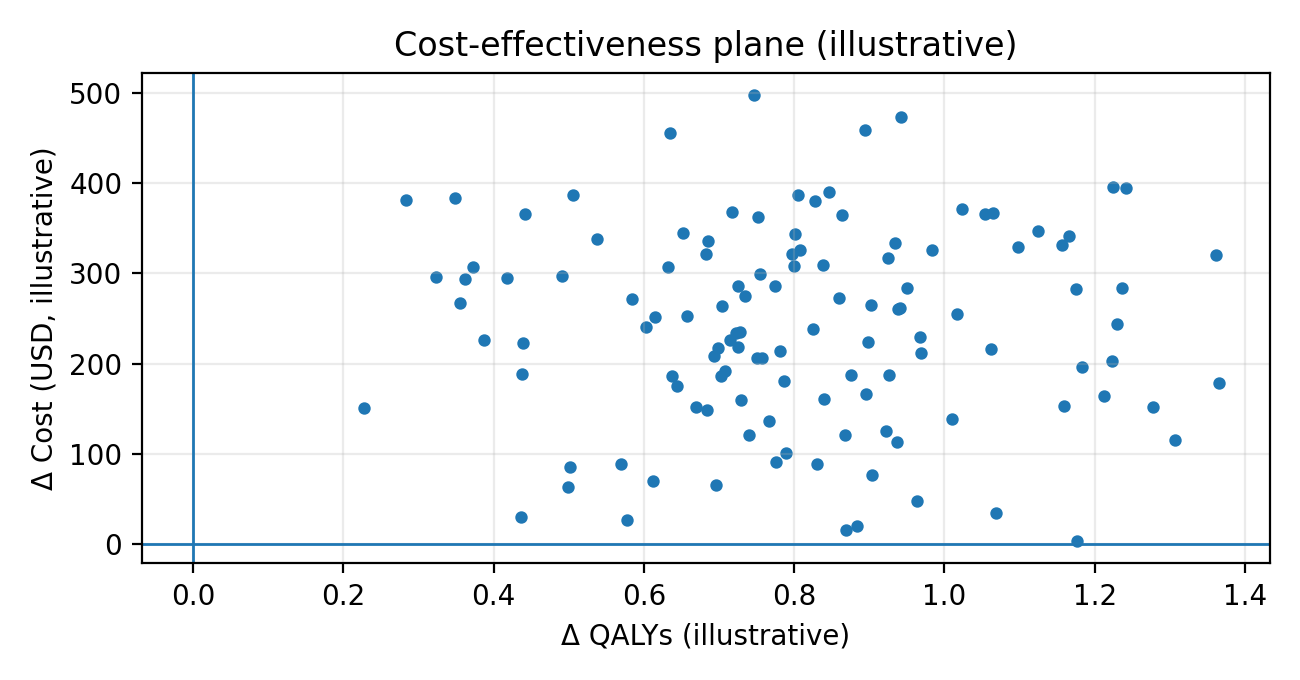 Cost-effectiveness plane (illustrative)
Δ Cost (USD, illustrative)
500
400
300
200
100
0
0.0 0.2 0.4 0.6 0.8 1.0 1.2 1.4
Δ QALYs (illustrative)